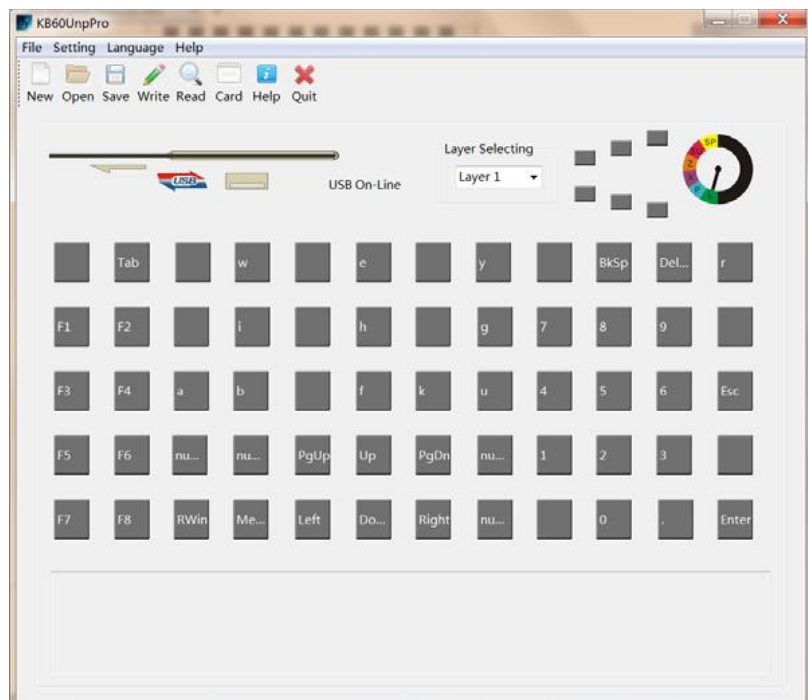 KB60UnpPro
File Setting Language Help
New Open Save Write Read Card Help Quit
Layer Selecting
USB
USB On-Line
Layer 1
SP
SQ
Z
X
P
L
Tab w e y BkSp Del... r
F1 F2 i h g 7 8 9
F3 F4 a b f k u 4 5 6 Esc
F5 F6 nu... nu... PgUp Up PgDn nu... 1 2 3
F7 F8 RWin Me... Left Do... Right nu... 0 . Enter